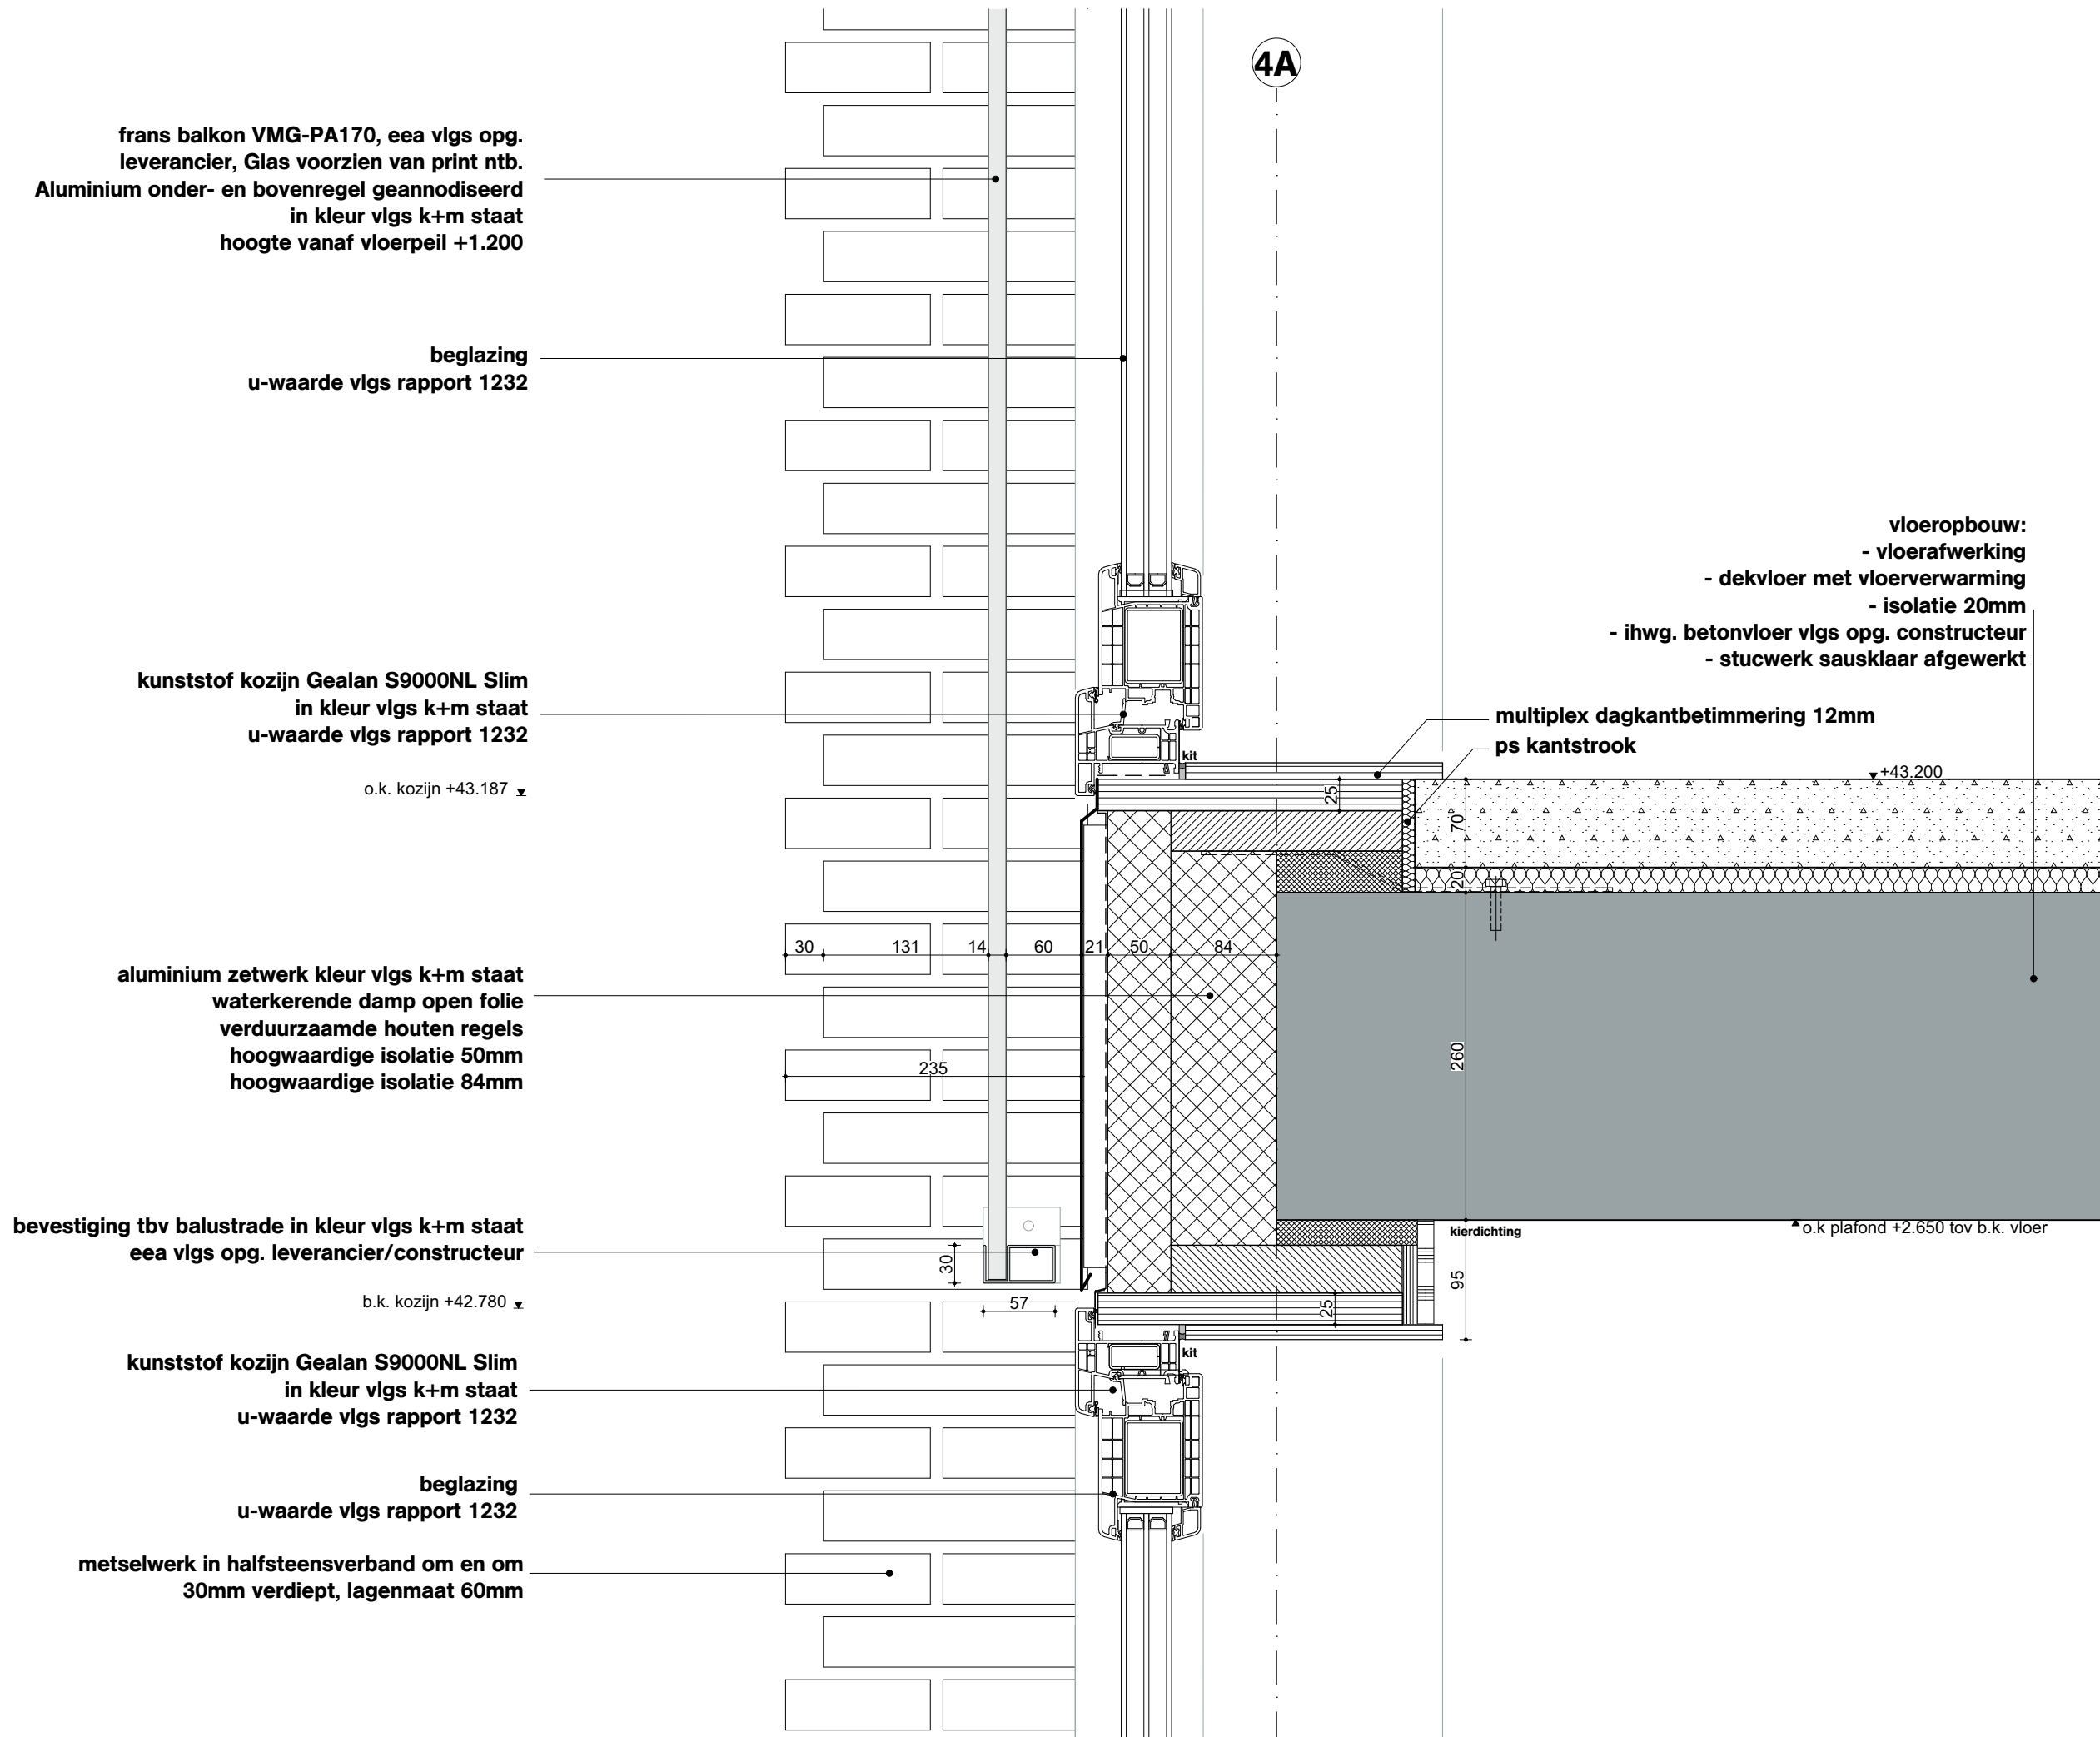 4A
frans balkon VMG-PA170, eea vlgs opg.
leverancier, Glas voorzien van print ntb.
Aluminium onder- en bovenregel geannodiseerd
in kleur vlgs k+m staat
hoogte vanaf vloerpeil +1.200
beglazing
u-waarde vlgs rapport 1232
vloeropbouw:
- vloerafwerking
- dekvloer met vloerverwarming
- isolatie 20mm
- ihwg. betonvloer vlgs opg. constructeur
- stucwerk sausklaar afgewerkt
kunststof kozijn Gealan S9000NL Slim
in kleur vlgs k+m staat
u-waarde vlgs rapport 1232
multiplex dagkantbetimmering 12mm
ps kantstrook
kit
o.k. kozijn +43.187
+43.200
25
70
20
30 131 14 60 21 50 84
aluminium zetwerk kleur vlgs k+m staat
waterkerende damp open folie
verduurzaamde houten regels
hoogwaardige isolatie 50mm
hoogwaardige isolatie 84mm
235
260
bevestiging tbv balustrade in kleur vlgs k+m staat
eea vlgs opg. leverancier/constructeur
kierdichting
o.k plafond +2.650 tov b.k. vloer
30
95
b.k. kozijn +42.780
57
25
kit
kunststof kozijn Gealan S9000NL Slim
in kleur vlgs k+m staat
u-waarde vlgs rapport 1232
beglazing
u-waarde vlgs rapport 1232
metselwerk in halfsteensverband om en om
30mm verdiept, lagenmaat 60mm